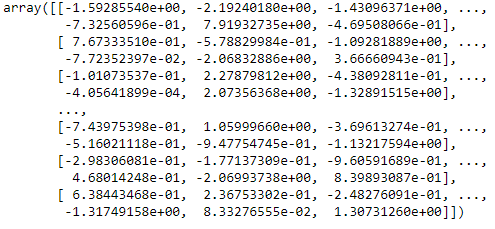 array([[-1.59285540e+00, -2.19240180e+00, -1.43096371e+00, ...,
-7.32560596e-01, 7.91932735e+00, -4.69508066e-01],
[ 7.67333510e-01, -5.78829984e-01, -1.09281889e+00, ...,
-7.72352397e-02, -2.06832886e+00, 3.66660943e-01],
[-1.01073537e+00, 2.27879812e+00, -4.38092811e-01, ...,
-4.05641899e-04, 2.07356368e+00, -1.32891515e+00],
...,
[-7.43975398e-01, 1.05999660e+00, -3.69613274e-01, ...,
-5.16021118e-01, -9.47754745e-01, -1.13217594e+00],
[-2.98306081e-01, -1.77137309e-01, -9.60591689e-01, ...,
4.68014248e-01, -2.06993738e+00, 8.39893087e-01],
[ 6.38443468e-01, 2.36753302e-01, -2.48276091e-01, ...,
-1.31749158e+00, 8.33276555e-02, 1.30731260e+00]])